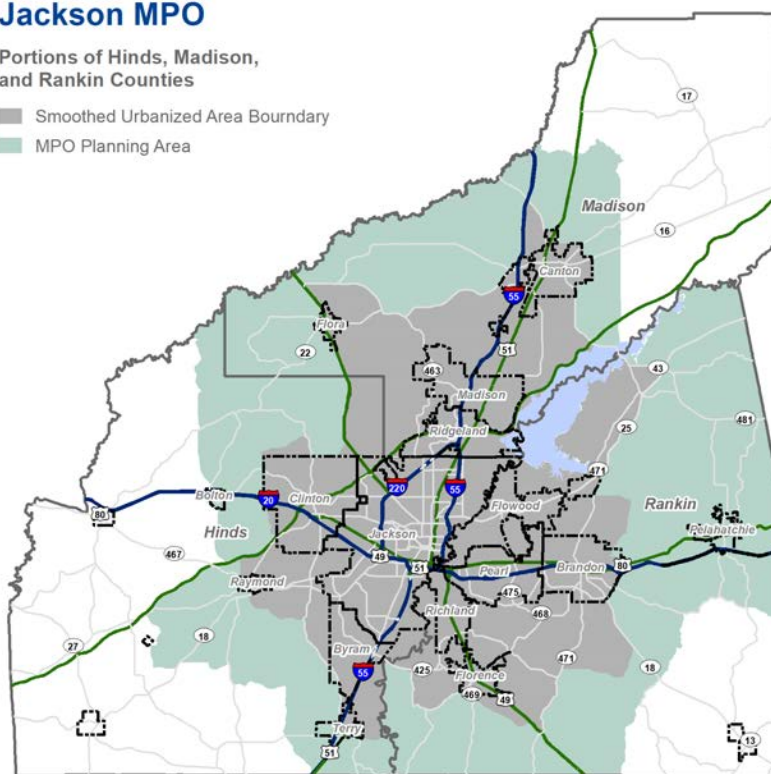 Jackson MPO
Portions of Hinds, Madison,
and Rankin Counties
Smoothed Urbanized Area Bourndary
MPO Planning Area
17
Madison
16
Canton
55
Flora
22
51
463
43
Madison
481
25
Ridgeland
471
220
55
Bolton
20
Clinton
Flowood
Rankin
80
Pelahatchie
Hinds
Jackson
467
49
51
Pearl
Brandon
80
Raymond
475
Richland
468
27
18
Byram
471
18
55
425
Florence
469
49
Terry
51
13